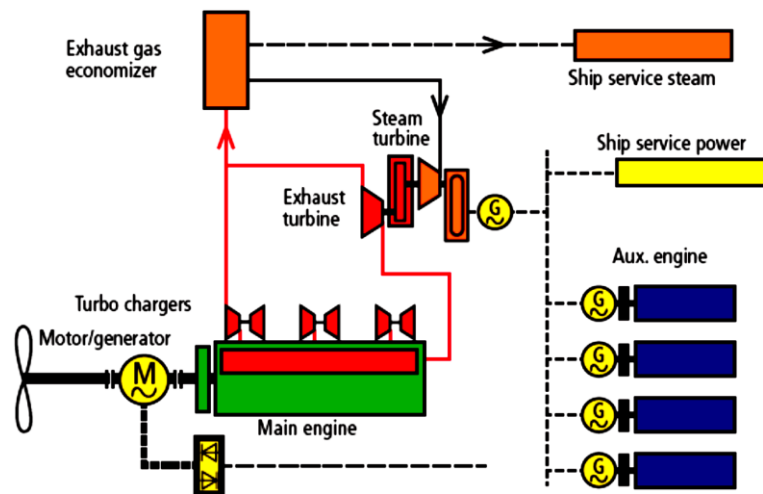 Exhaust gas
economizer
Ship service steam
Steam
turbine
Ship service power
Exhaust
turbine
G
Aux. engine
Turbo chargers
Motor/generator
G
M
G
Main engine
G
G